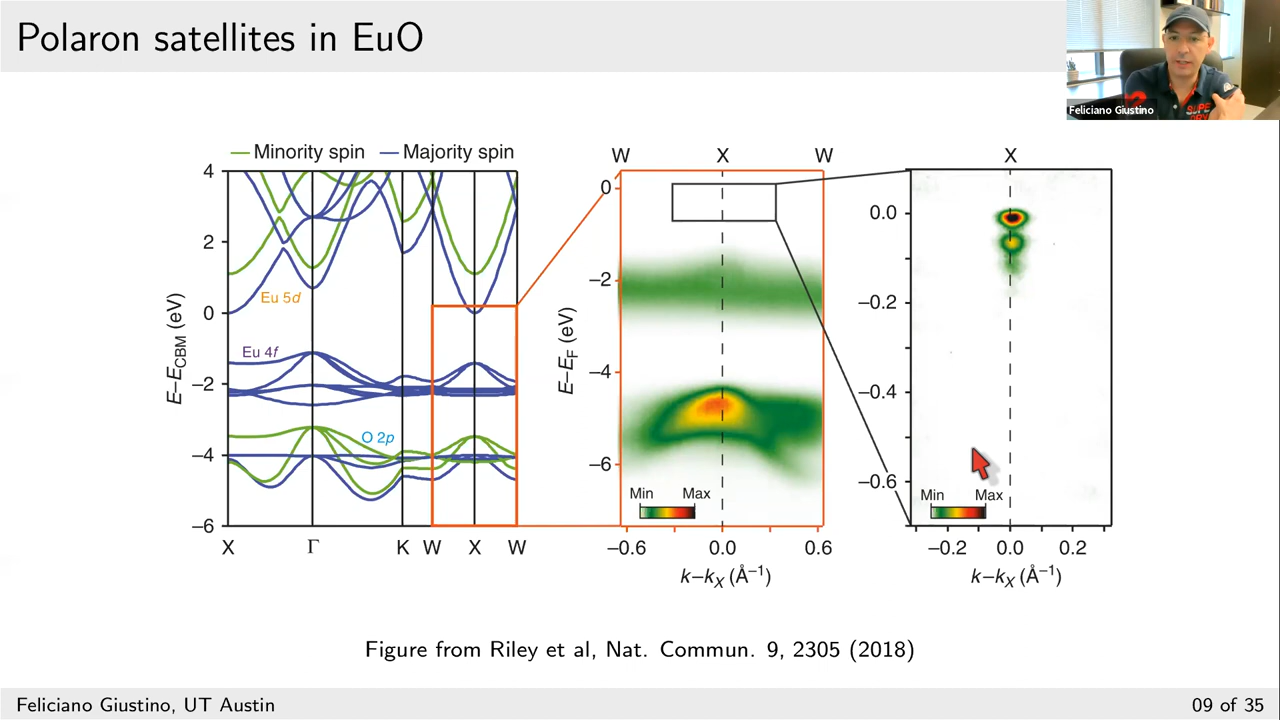 Polaron satellites in EuO
Feliciano Giustino
Minority spin
Majority spin
4
2
0
−2
−4
−6
E–E_CBM (eV)
Eu 5d
Eu 4f
O 2p
X
Γ
K
W
X
W
W
X
W
0
−2
−4
−6
E–E_F (eV)
Min
Max
−0.6
0.0
0.6
k–k_X (Å⁻¹)
X
0.0
−0.2
−0.4
−0.6
Min
Max
−0.2
0.0
0.2
k–k_X (Å⁻¹)
Figure from Riley et al, Nat. Commun. 9, 2305 (2018)
Feliciano Giustino, UT Austin
09 of 35